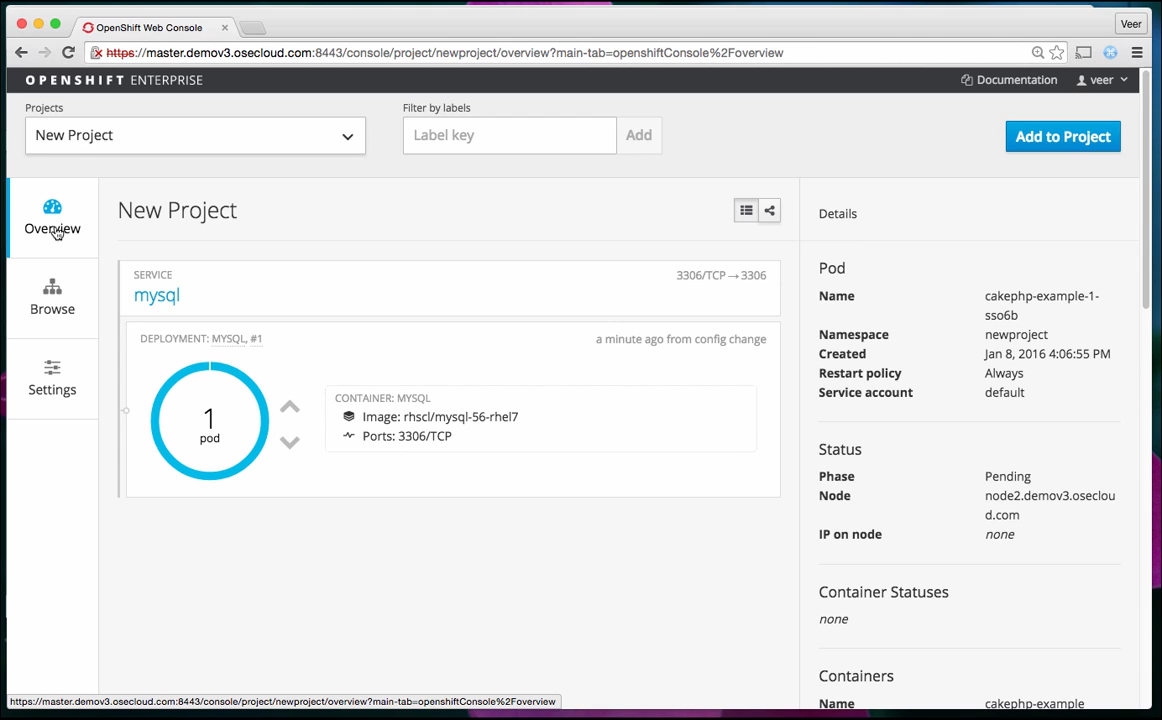 OpenShift Web Console
Veer
https://master.demov3.osecloud.com:8443/console/project/newproject/overview?main-tab=openshiftConsole%2Foverview
OPENSHIFT ENTERPRISE
Documentation
veer
Projects
New Project
Filter by labels
Label key
Add
Add to Project
Overview
Browse
Settings
New Project
SERVICE
mysql
3306/TCP → 3306
DEPLOYMENT: MYSQL, #1
a minute ago from config change
1
pod
CONTAINER: MYSQL
Image: rhscl/mysql-56-rhel7
Ports: 3306/TCP
Details
Pod
Name cakephp-example-1-
sso6b
Namespace newproject
Created Jan 8, 2016 4:06:55 PM
Restart policy Always
Service account default
Status
Phase Pending
Node node2.demov3.oseclou
d.com
IP on node none
Container Statuses
none
Containers
Name cakephp-example
https://master.demov3.osecloud.com:8443/console/project/newproject/overview?main-tab=openshiftConsole%2Foverview